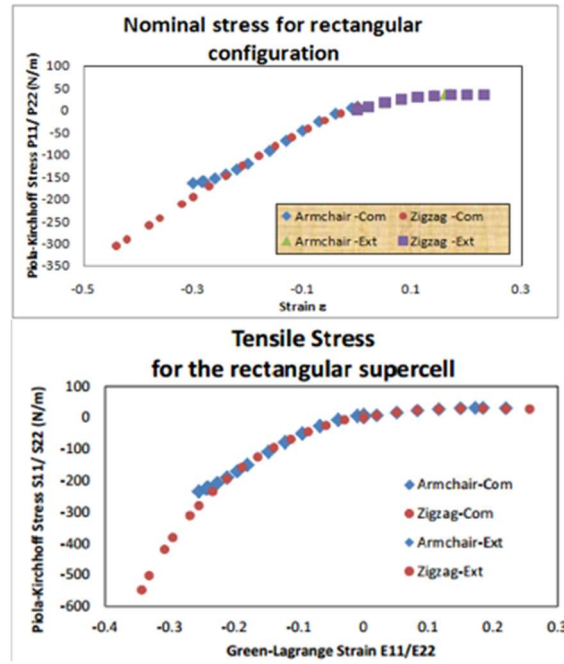 Nominal stress for rectangular
configuration
Piola-Kirchhoff Stress P11/ P22 (N/m)
100
50
0
-50
-100
-150
-200
-250
-300
-350
Armchair -Com
Zigzag -Com
Armchair -Ext
Zigzag -Ext
-0.5
-0.3
-0.1
0.1
0.3
Strain ε
Tensile Stress
for the rectangular supercell
Piola-Kirchhoff Stress S11/ S22 (N/m)
100
0
-100
-200
-300
-400
-500
-600
Armchair-Com
Zigzag-Com
Armchair-Ext
Zigzag-Ext
-0.4
-0.3
-0.2
-0.1
0
0.1
0.2
0.3
Green-Lagrange Strain E11/E22